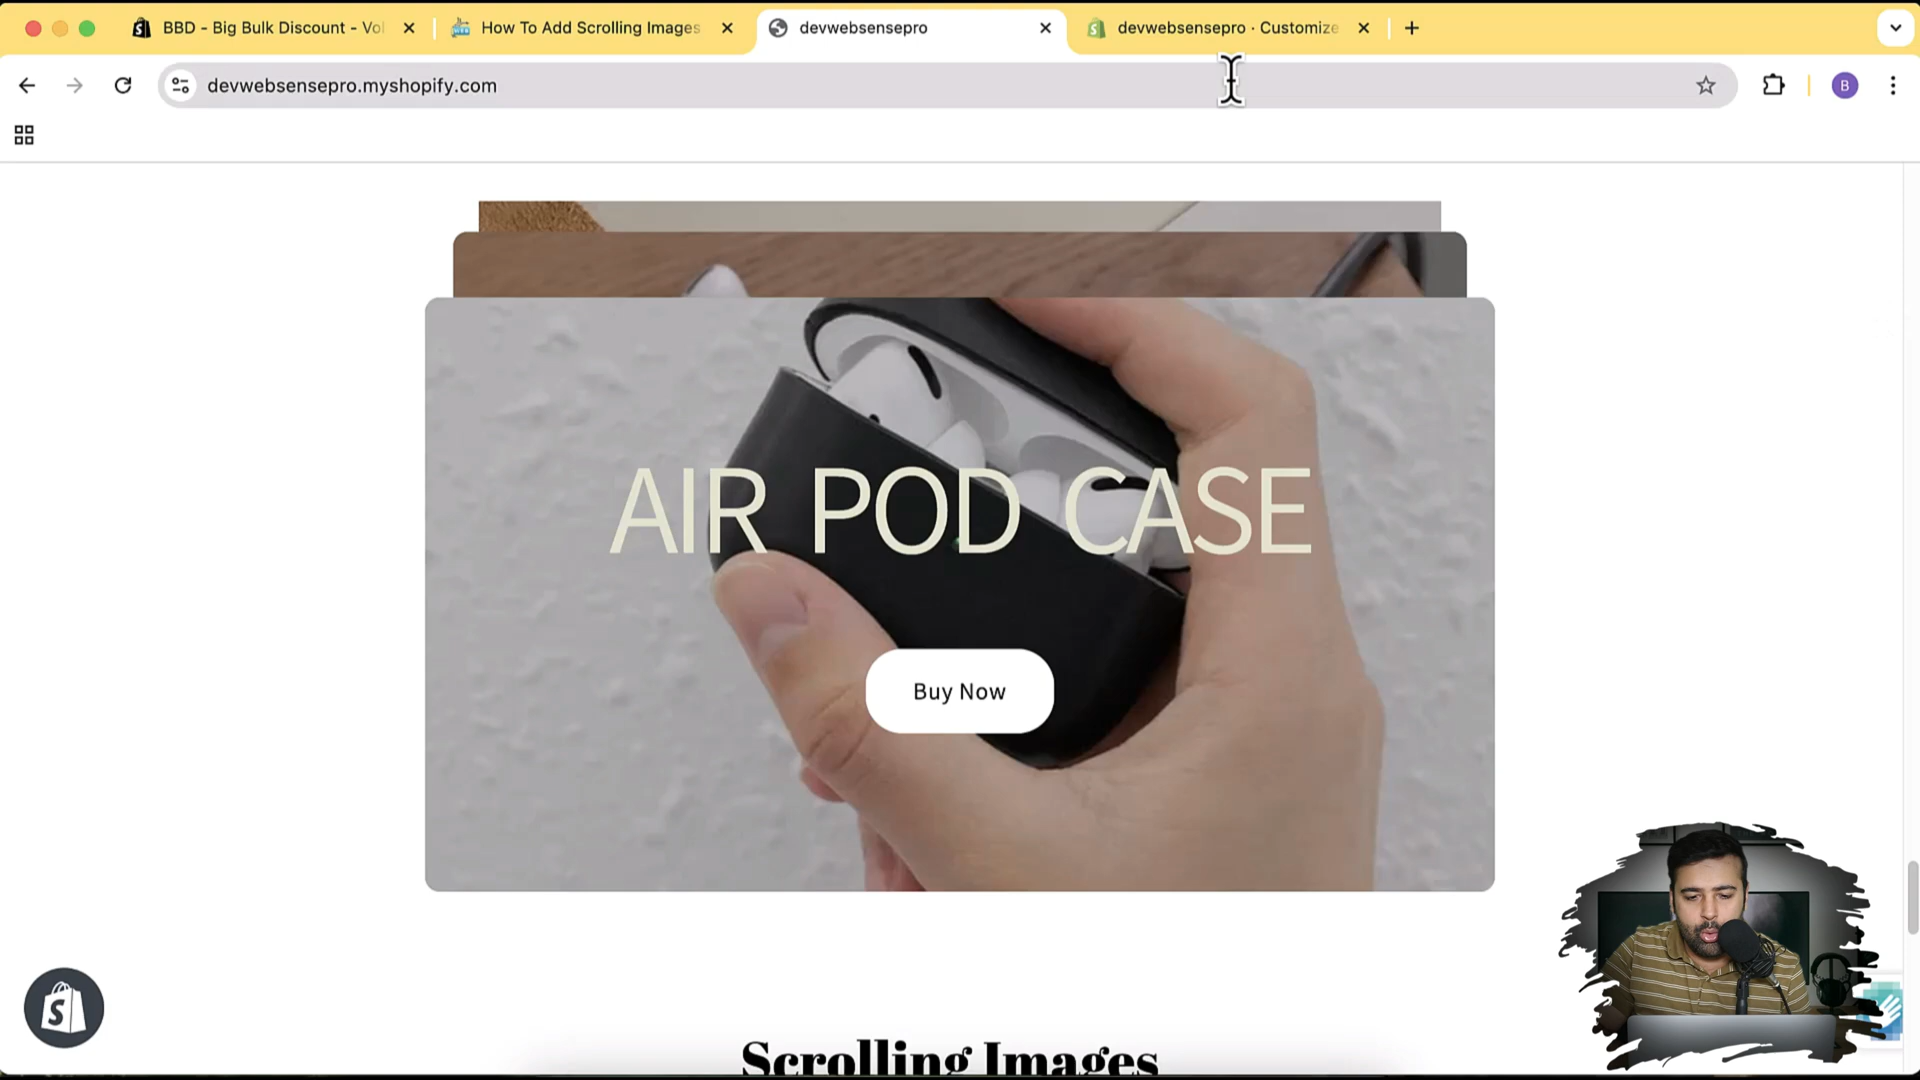 BBD - Big Bulk Discount - Vol
How To Add Scrolling Images
devwebsensepro
devwebsensepro · Customize
devwebsensepro.myshopify.com
B
AIR POD CASE
Buy Now
Scrolling Images